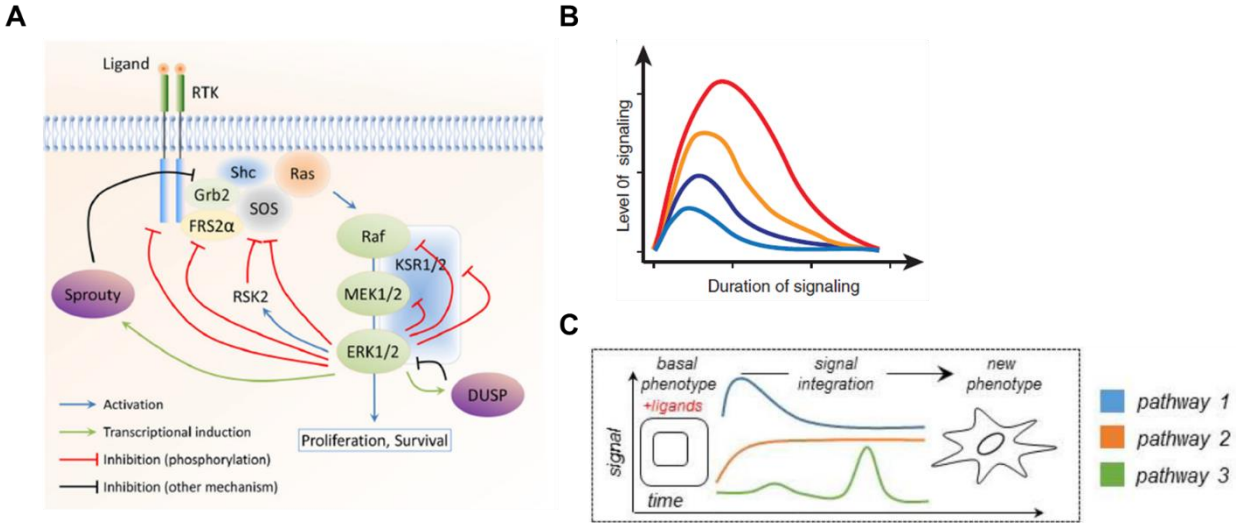 A
Ligand
RTK
Shc
Ras
Grb2
SOS
FRS2α
Raf
KSR1/2
MEK1/2
Sprouty
RSK2
ERK1/2
DUSP
Activation
Transcriptional induction
Inhibition (phosphorylation)
Inhibition (other mechanism)
Proliferation, Survival
B
Level of signaling
Duration of signaling
C
basal
phenotype
+ligands
signal
integration
new
phenotype
signal
time
pathway 1
pathway 2
pathway 3